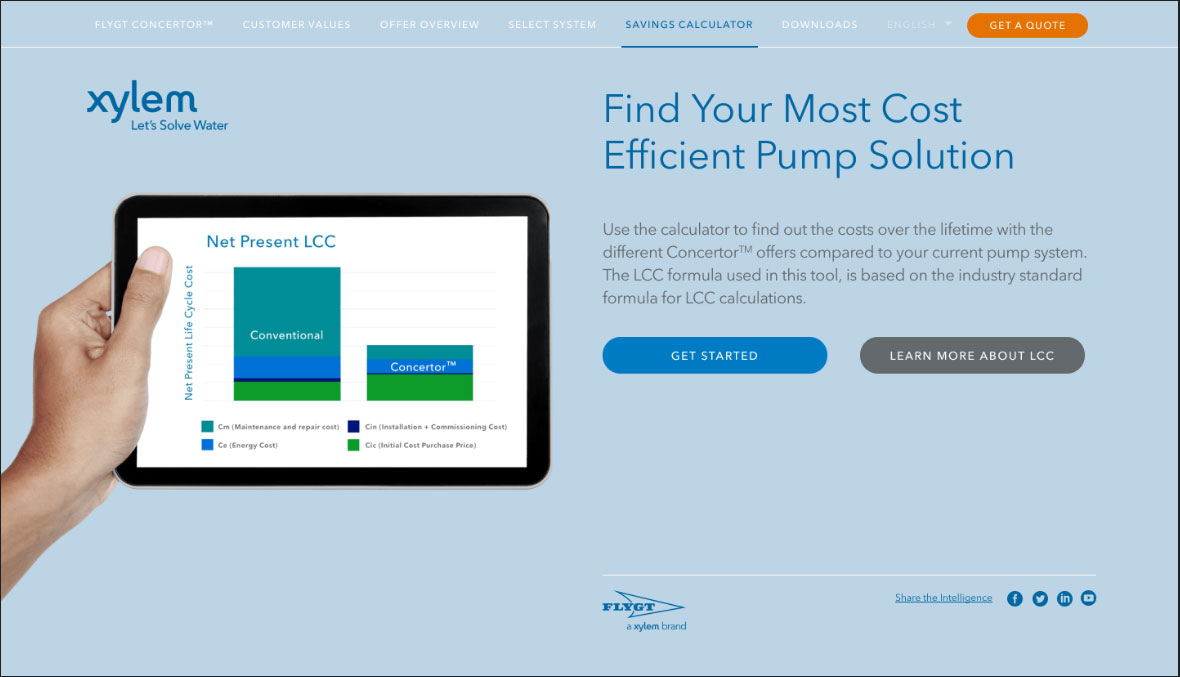 FLYGT CONCERTOR™ CUSTOMER VALUES OFFER OVERVIEW SELECT SYSTEM SAVINGS CALCULATOR DOWNLOADS ENGLISH GET A QUOTE
xylem
Let's Solve Water
Find Your Most Cost
Efficient Pump Solution
Use the calculator to find out the costs over the lifetime with the
different Concertor™ offers compared to your current pump system.
The LCC formula used in this tool, is based on the industry standard
formula for LCC calculations.
GET STARTED
LEARN MORE ABOUT LCC
Net Present LCC
Net Present Life Cycle Cost
Conventional
Concertor™
Cm (Maintenance and repair cost)
Cin (Installation + Commissioning Cost)
Ce (Energy Cost)
Cic (Initial Cost Purchase Price)
FLYGT
a xylem brand
Share the Intelligence